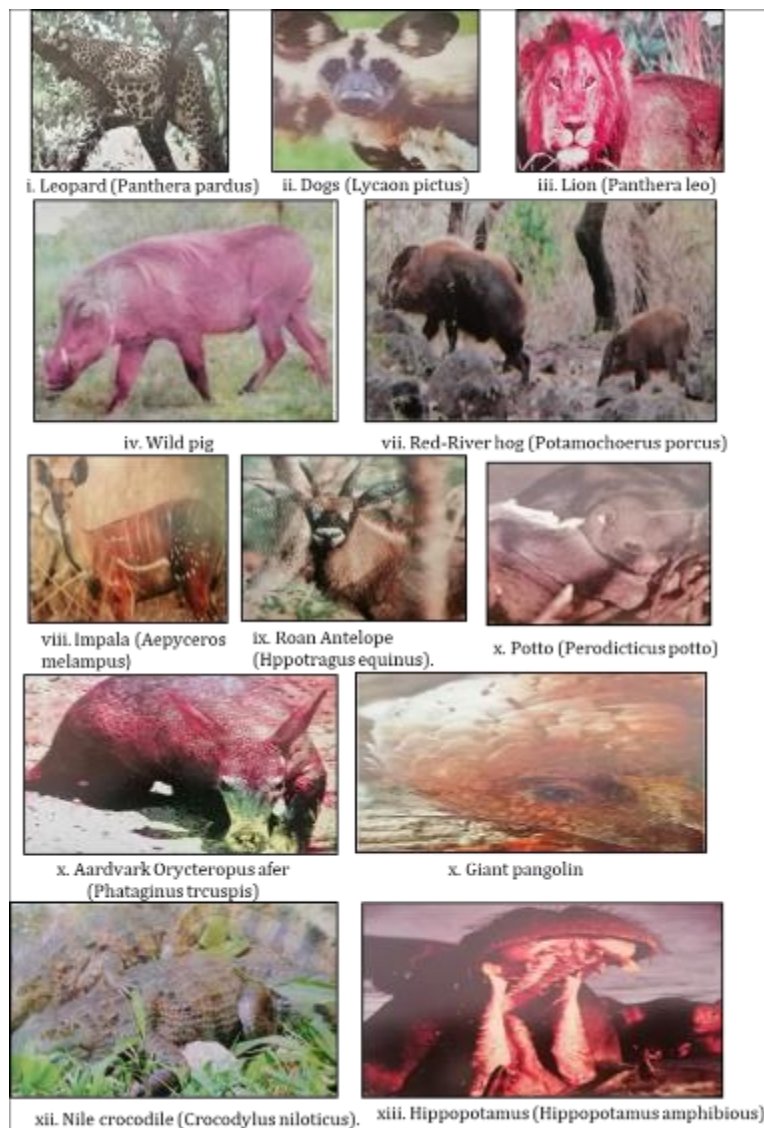 i. Leopard (Panthera pardus)
ii. Dogs (Lycaon pictus)
iii. Lion (Panthera leo)
iv. Wild pig
vii. Red-River hog (Potamochoerus porcus)
viii. Impala (Aepyceros
melampus)
ix. Roan Antelope
(Hppotragus equinus).
x. Potto (Perodicticus potto)
x. Aardvark Orycteropus afer
(Phataginus trcuspis)
x. Giant pangolin
xii. Nile crocodile (Crocodylus niloticus).
xiii. Hippopotamus (Hippopotamus amphibious)